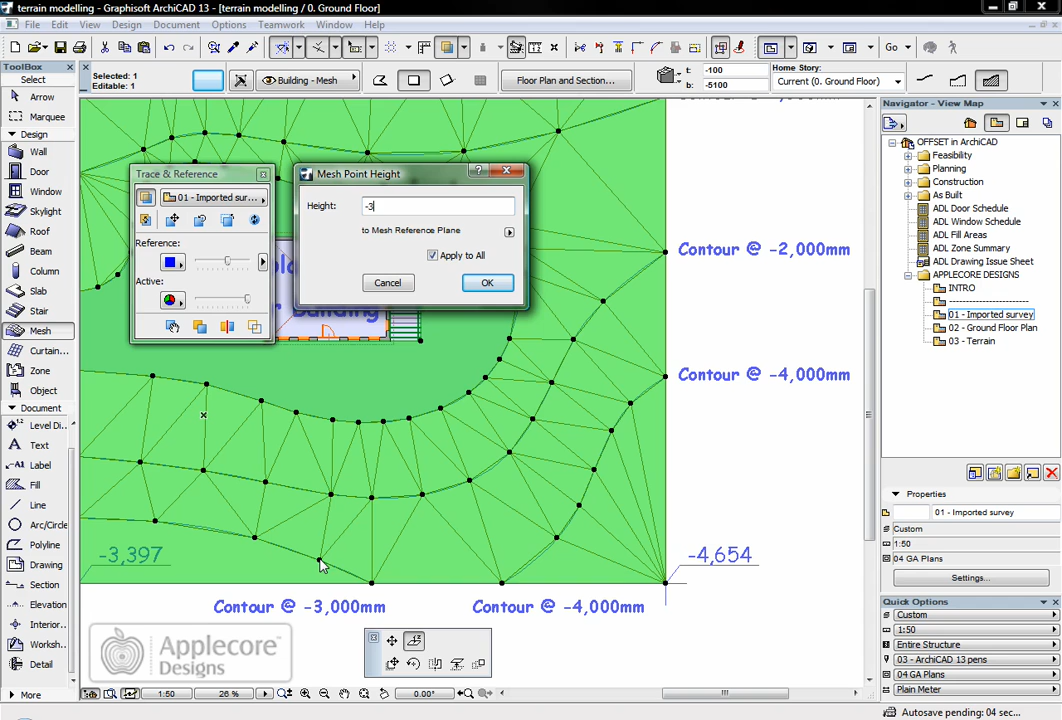 terrain modelling - Graphisoft ArchiCAD 13 - [terrain modelling / 0. Ground Floor]
File Edit View Design Document Options Teamwork Window Help
ToolBox
Select
Arrow
Marquee
Design
Wall
Door
Window
Skylight
Roof
Beam
Column
Slab
Stair
Mesh
Curtain...
Zone
Object
Document
Level Di...
Text
Label
Fill
Line
Arc/Circle
Polyline
Drawing
Section
Elevation
Interior...
Worksh...
Detail
More
Selected: 1
Editable: 1
Building - Mesh
Floor Plan and Section...
t: -100
b: -5100
Home Story:
Current (0. Ground Floor)
Go
Trace & Reference
01 - Imported sur...
Reference:
Active:
Mesh Point Height
Height: -3
to Mesh Reference Plane
Apply to All
Cancel OK
Contour @ -2,000mm
Contour @ -4,000mm
-3,397
-4,654
Contour @ -3,000mm
Contour @ -4,000mm
Applecore
Designs
1:50
26 %
0.00°
Navigator - View Map
OFFSET in ArchiCAD
Feasibility
Planning
Construction
As Built
ADL Door Schedule
ADL Window Schedule
ADL Fill Areas
ADL Zone Summary
ADL Drawing Issue Sheet
APPLECORE DESIGNS
INTRO
------------------------
01 - Imported survey
02 - Ground Floor Plan
03 - Terrain
Properties
01 - Imported survey
Custom
1:50
04 GA Plans
Settings...
Quick Options
Custom
1:50
Entire Structure
03 - ArchiCAD 13 pens
04 GA Plans
Plain Meter
Autosave pending: 04 sec...